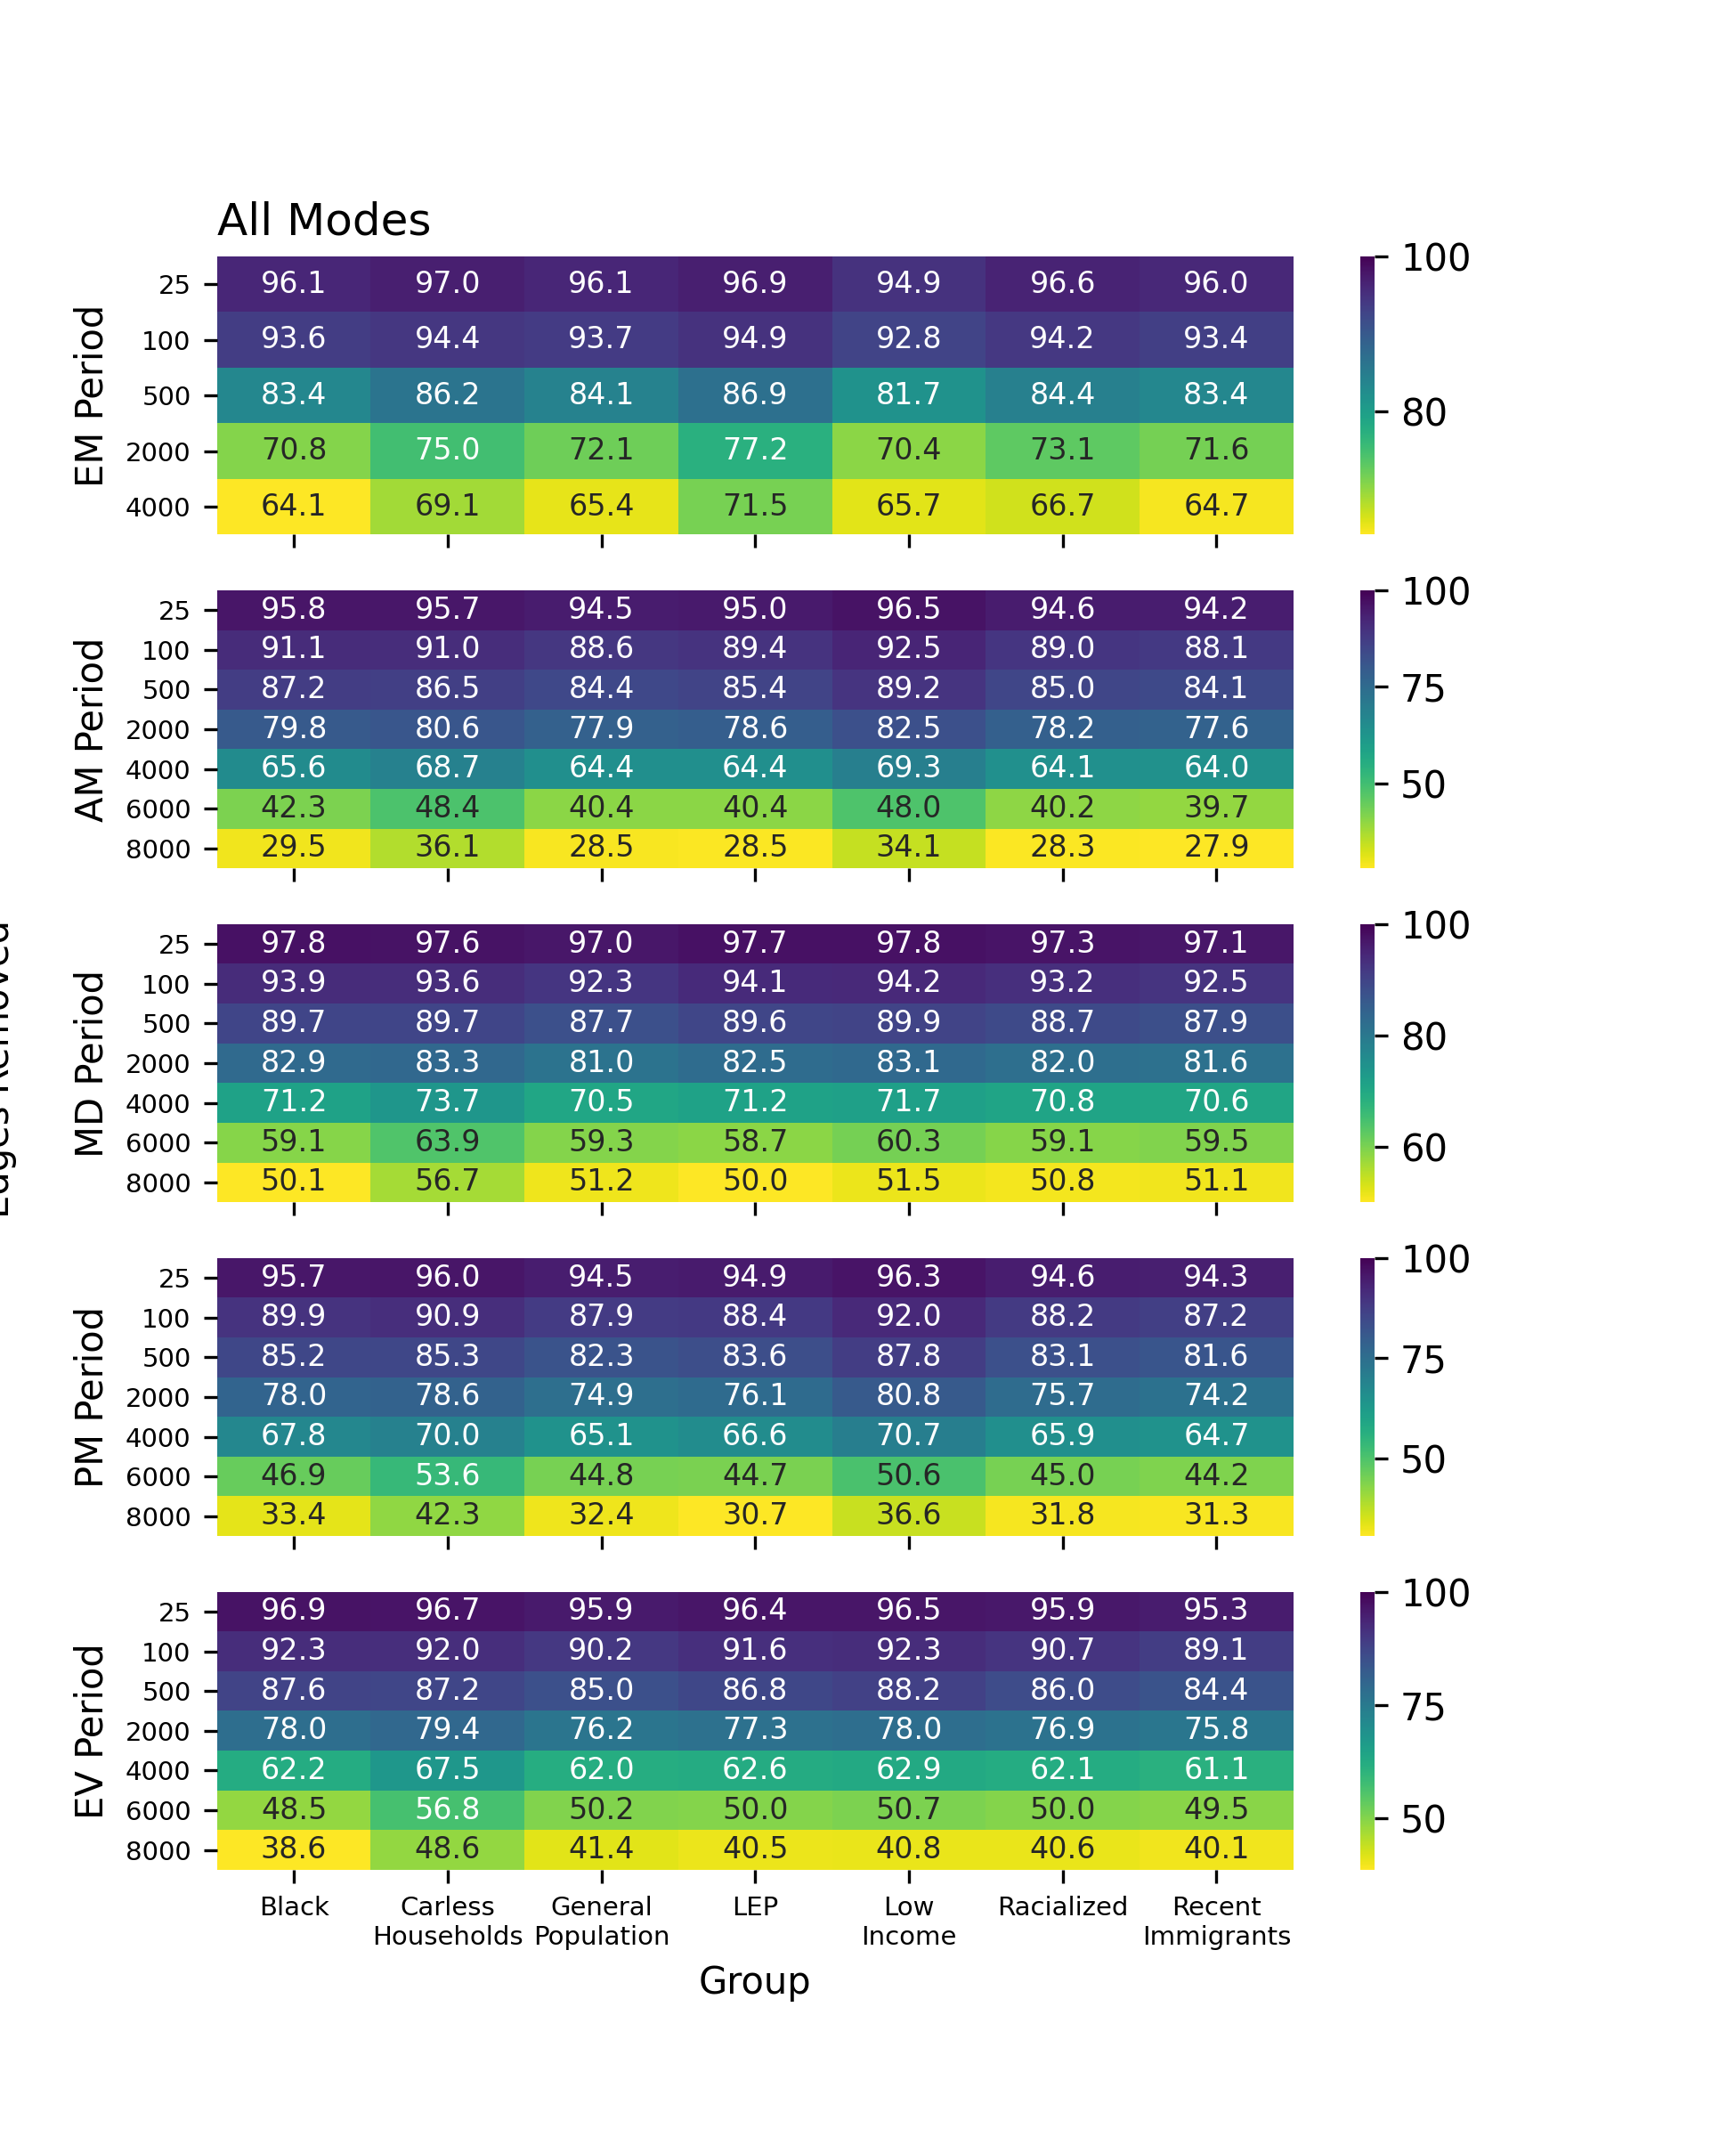 All Modes
EM Period
25 96.1 97.0 96.1 96.9 94.9 96.6 96.0
100 93.6 94.4 93.7 94.9 92.8 94.2 93.4
500 83.4 86.2 84.1 86.9 81.7 84.4 83.4
2000 70.8 75.0 72.1 77.2 70.4 73.1 71.6
4000 64.1 69.1 65.4 71.5 65.7 66.7 64.7
100
80
AM Period
25 95.8 95.7 94.5 95.0 96.5 94.6 94.2
100 91.1 91.0 88.6 89.4 92.5 89.0 88.1
500 87.2 86.5 84.4 85.4 89.2 85.0 84.1
2000 79.8 80.6 77.9 78.6 82.5 78.2 77.6
4000 65.6 68.7 64.4 64.4 69.3 64.1 64.0
6000 42.3 48.4 40.4 40.4 48.0 40.2 39.7
8000 29.5 36.1 28.5 28.5 34.1 28.3 27.9
100
75
50
Edges Removed
MD Period
25 97.8 97.6 97.0 97.7 97.8 97.3 97.1
100 93.9 93.6 92.3 94.1 94.2 93.2 92.5
500 89.7 89.7 87.7 89.6 89.9 88.7 87.9
2000 82.9 83.3 81.0 82.5 83.1 82.0 81.6
4000 71.2 73.7 70.5 71.2 71.7 70.8 70.6
6000 59.1 63.9 59.3 58.7 60.3 59.1 59.5
8000 50.1 56.7 51.2 50.0 51.5 50.8 51.1
100
80
60
PM Period
25 95.7 96.0 94.5 94.9 96.3 94.6 94.3
100 89.9 90.9 87.9 88.4 92.0 88.2 87.2
500 85.2 85.3 82.3 83.6 87.8 83.1 81.6
2000 78.0 78.6 74.9 76.1 80.8 75.7 74.2
4000 67.8 70.0 65.1 66.6 70.7 65.9 64.7
6000 46.9 53.6 44.8 44.7 50.6 45.0 44.2
8000 33.4 42.3 32.4 30.7 36.6 31.8 31.3
100
75
50
EV Period
25 96.9 96.7 95.9 96.4 96.5 95.9 95.3
100 92.3 92.0 90.2 91.6 92.3 90.7 89.1
500 87.6 87.2 85.0 86.8 88.2 86.0 84.4
2000 78.0 79.4 76.2 77.3 78.0 76.9 75.8
4000 62.2 67.5 62.0 62.6 62.9 62.1 61.1
6000 48.5 56.8 50.2 50.0 50.7 50.0 49.5
8000 38.6 48.6 41.4 40.5 40.8 40.6 40.1
100
75
50
Black Carless General LEP Low Racialized Recent
Households Population Income Immigrants
Group